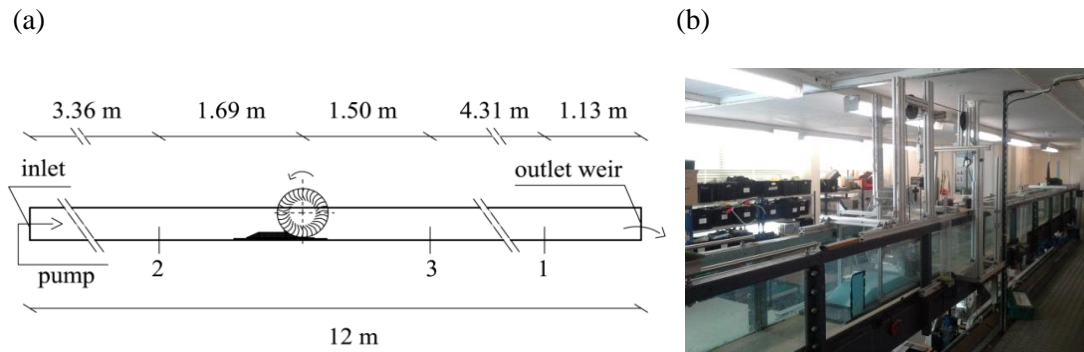 (a)
(b)
3.36 m 1.69 m 1.50 m 4.31 m 1.13 m
inlet
outlet weir
pump
2
3
1
12 m